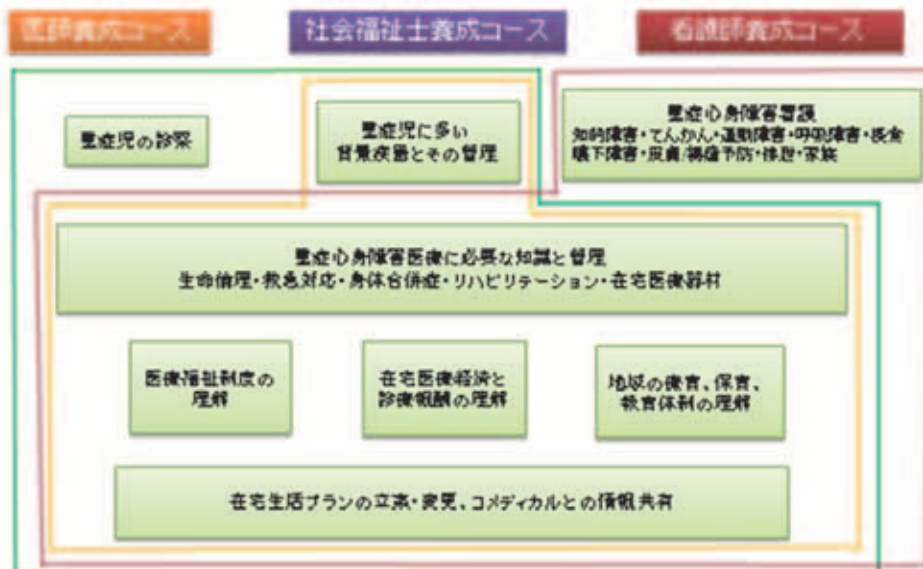 医師養成コース
社会福祉士養成コース
看護師養成コース
重症児の診察
重症児に多い
背景疾患とその管理
重症心身障害看護
知的障害・てんかん・運動障害・呼吸障害・摂食
嚥下障害・皮膚/褥瘡予防・排泄・家族
重症心身障害医療に必要な知識と管理
生命倫理・救急対応・身体合併症・リハビリテーション・在宅医療器材
医療福祉制度の
理解
在宅医療経済と
診療報酬の理解
地域の療育、保育、
教育体制の理解
在宅生活プランの立案・変更、コメディカルとの情報共有